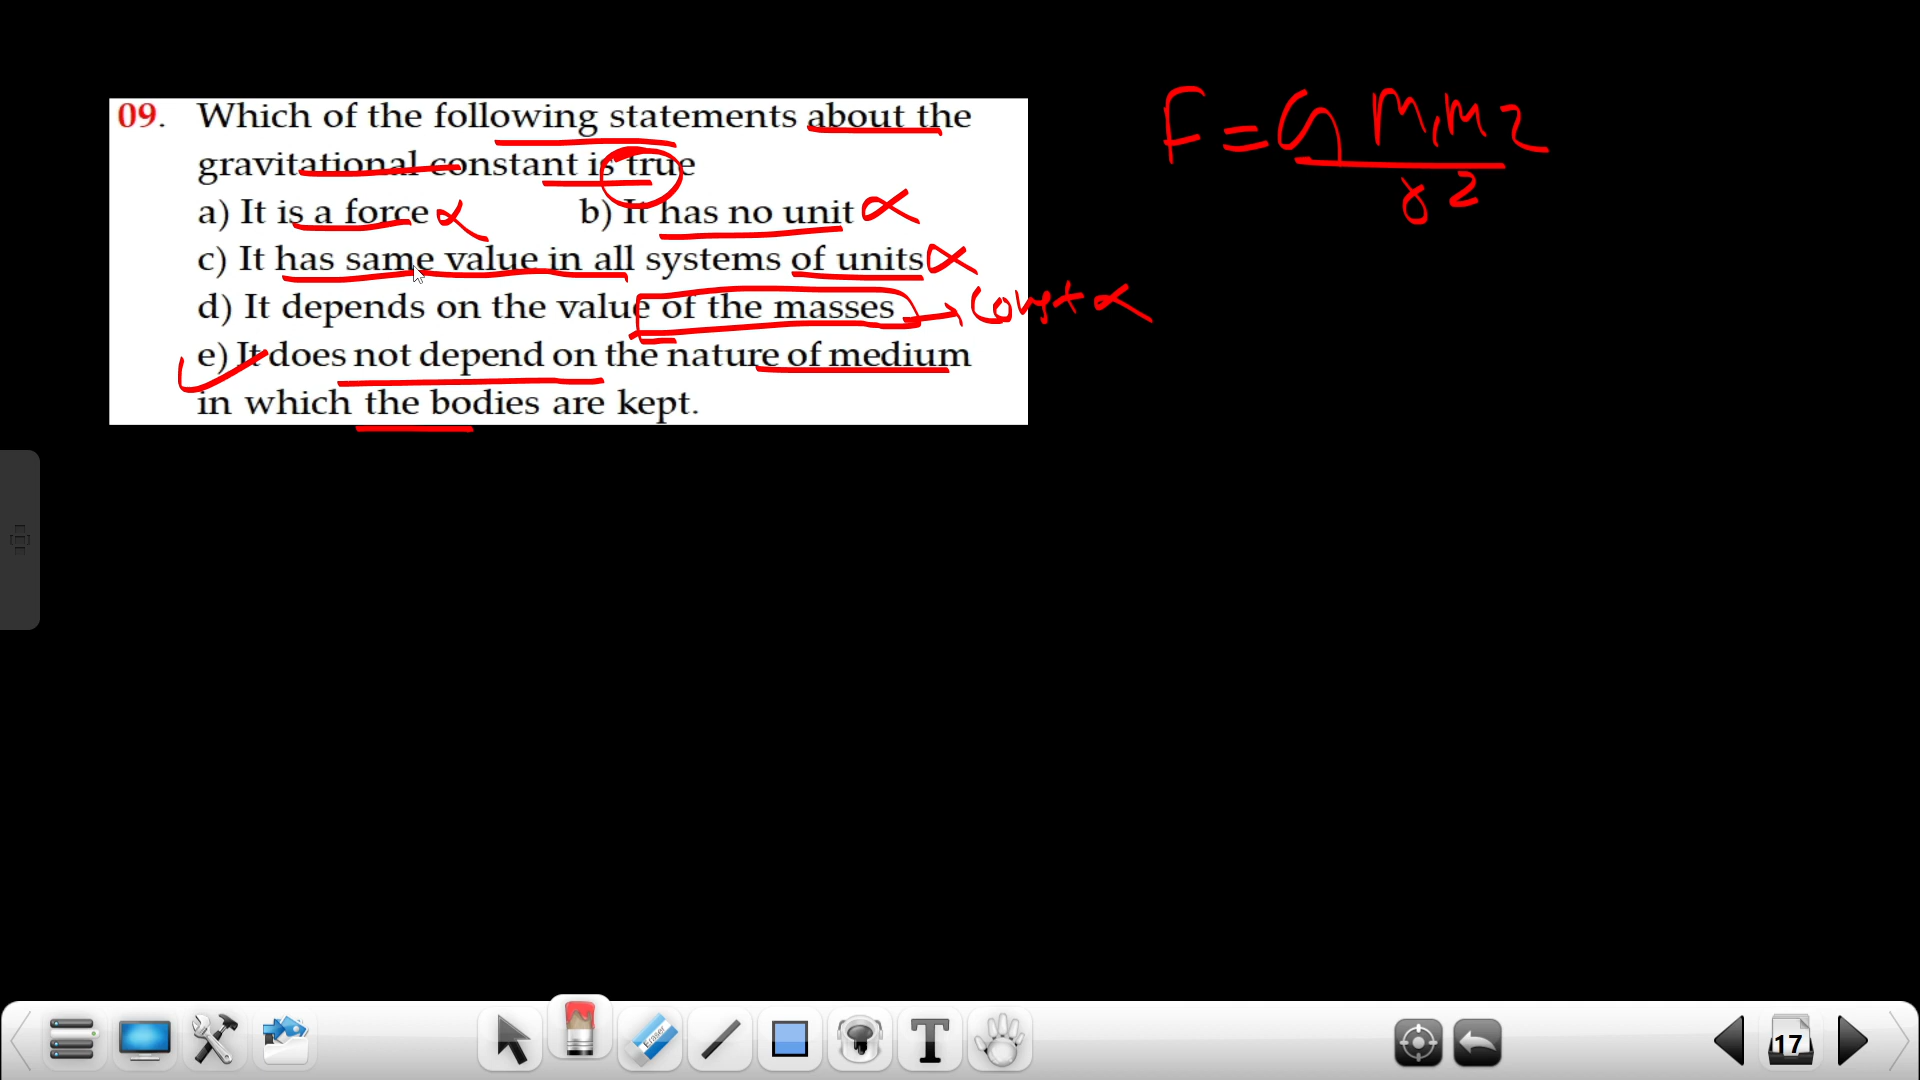 09. Which of the following statements about the
gravitational constant is true
a) It is a force b) It has no unit
c) It has same value in all systems of units
d) It depends on the value of the masses → const
e) It does not depend on the nature of medium
in which the bodies are kept.
F = G m1m2
r2
Eraser
T
17